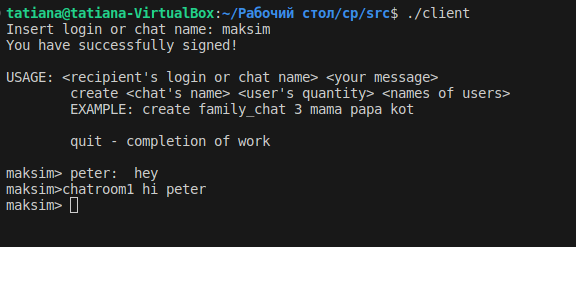 tatiana@tatiana-VirtualBox:~/Рабочий стол/cp/src$ ./client
Insert login or chat name: maksim
You have successfully signed!
USAGE: <recipient's login or chat name> <your message>
create <chat's name> <user's quantity> <names of users>
EXAMPLE: create family_chat 3 mama papa kot
quit - completion of work
maksim> peter:  hey
maksim>chatroom1 hi peter
maksim>